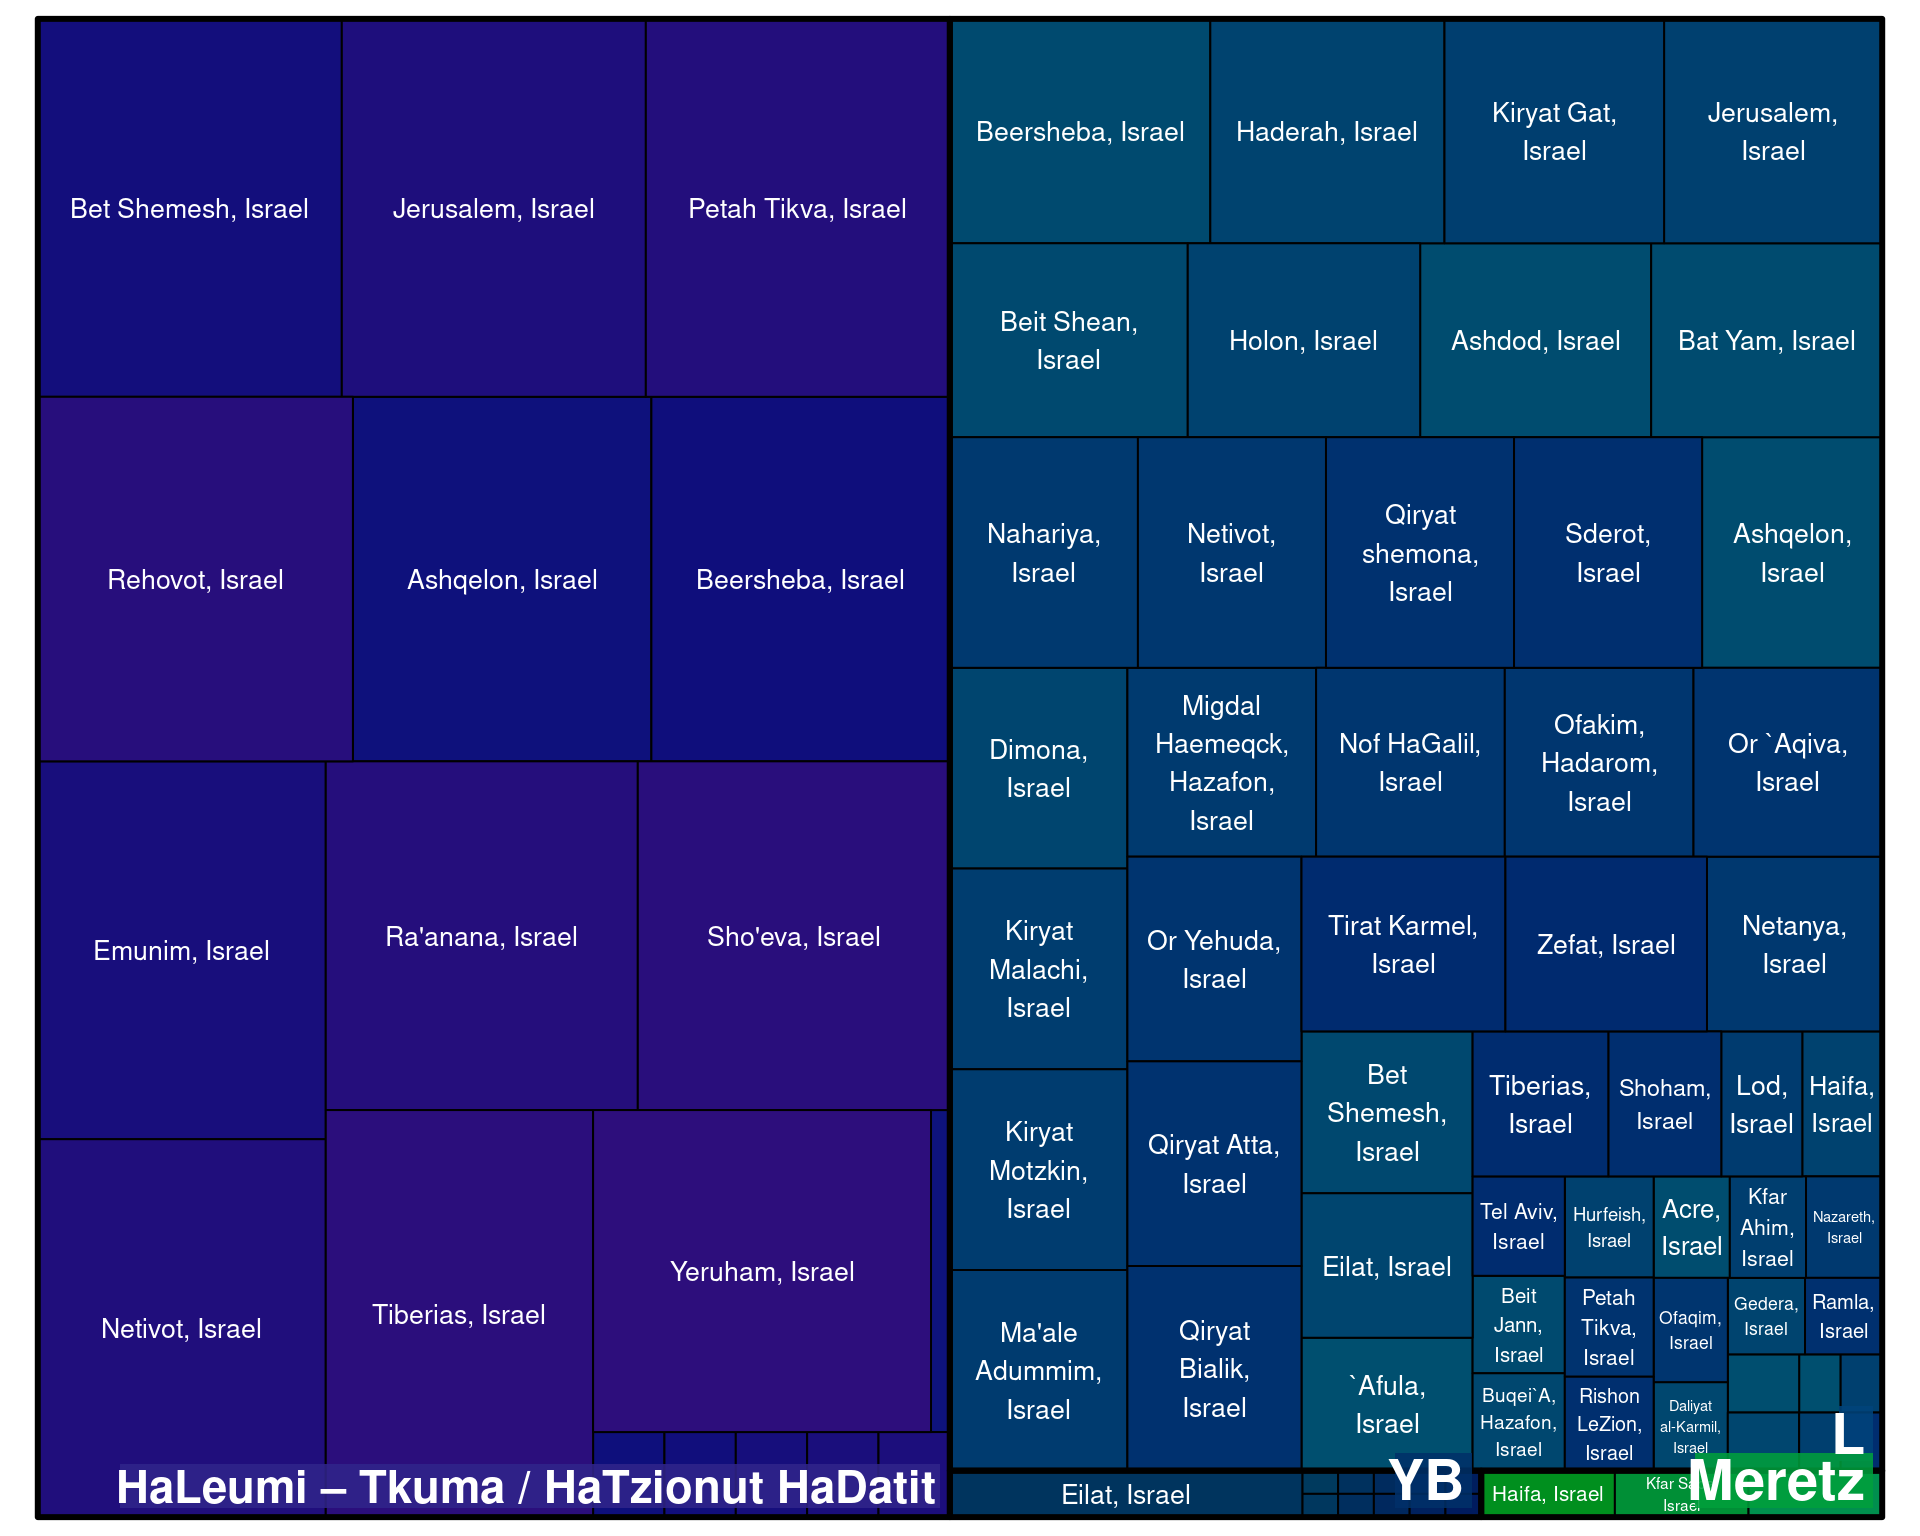 Bet Shemesh, Israel
Jerusalem, Israel
Petah Tikva, Israel
Rehovot, Israel
Ashqelon, Israel
Beersheba, Israel
Emunim, Israel
Ra'anana, Israel
Sho'eva, Israel
Netivot, Israel
Tiberias, Israel
Yeruham, Israel
HaLeumi – Tkuma / HaTzionut HaDatit
Beersheba, Israel
Haderah, Israel
Kiryat Gat,
Israel
Jerusalem,
Israel
Beit Shean,
Israel
Holon, Israel
Ashdod, Israel
Bat Yam, Israel
Nahariya,
Israel
Netivot,
Israel
Qiryat
shemona,
Israel
Sderot,
Israel
Ashqelon,
Israel
Dimona,
Israel
Migdal
Haemeqck,
Hazafon,
Israel
Nof HaGalil,
Israel
Ofakim,
Hadarom,
Israel
Or `Aqiva,
Israel
Kiryat
Malachi,
Israel
Or Yehuda,
Israel
Tirat Karmel,
Israel
Zefat, Israel
Netanya,
Israel
Kiryat
Motzkin,
Israel
Qiryat Atta,
Israel
Bet
Shemesh,
Israel
Tiberias,
Israel
Shoham,
Israel
Lod,
Israel
Haifa,
Israel
Ma'ale
Adummim,
Israel
Qiryat
Bialik,
Israel
Eilat, Israel
`Afula,
Israel
Tel Aviv,
Israel
Hurfeish,
Israel
Acre,
Israel
Kfar
Ahim,
Israel
Nazareth,
Israel
Beit
Jann,
Israel
Petah
Tikva,
Israel
Ofaqim,
Israel
Gedera,
Israel
Ramla,
Israel
Buqei`A,
Hazafon,
Israel
Rishon
LeZion,
Israel
Daliyat
al-Karmil,
Israel
L
Eilat, Israel
YB
Haifa, Israel
Kfar
Israel
Meretz